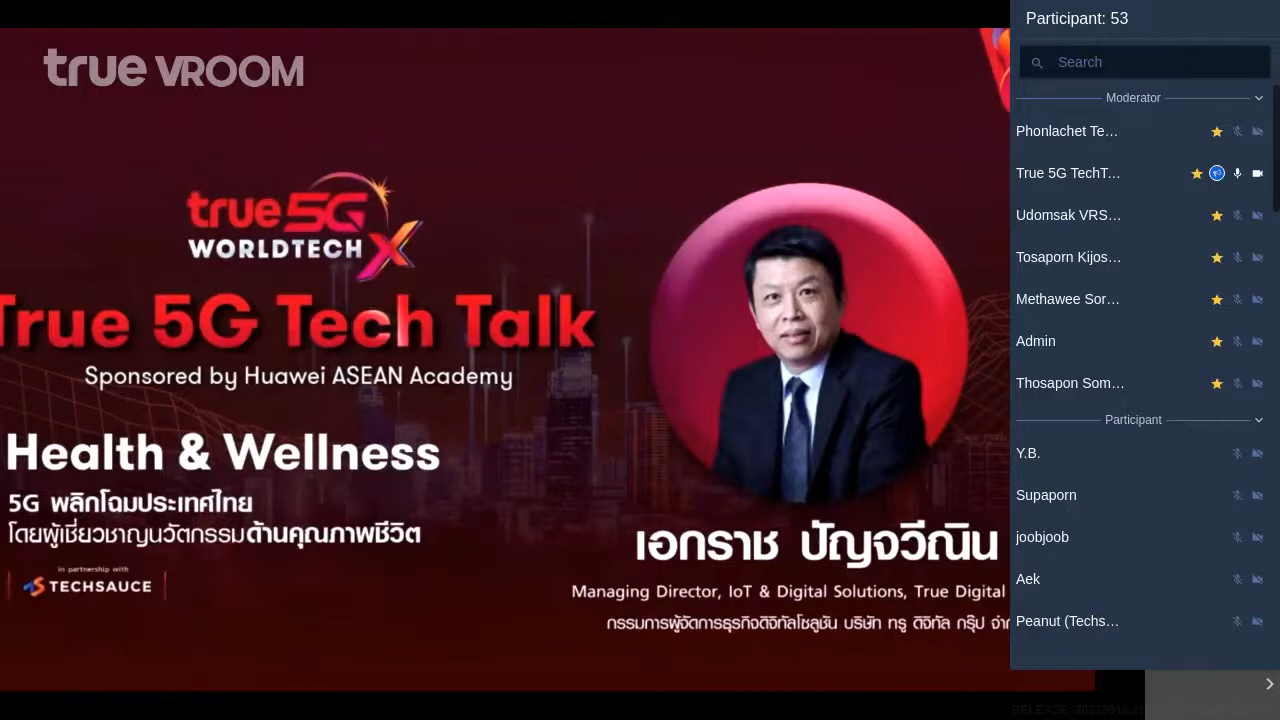 true VROOM
true 5G
WORLDTECH X
True 5G Tech Talk
Sponsored by Huawei ASEAN Academy
Health & Wellness
5G พลิกโฉมประเทศไทย
โดยผู้เชี่ยวชาญนวัตกรรมด้านคุณภาพชีวิต
in partnership with
TECHSAUCE
เอกราช ปัญจวีณิน
Managing Director, IoT & Digital Solutions, True Digital
กรรมการผู้จัดการธุรกิจดิจิทัลโซลูชัน บริษัท ทรู ดิจิทัล กรุ๊ป จำก
Participant: 53
Search
Moderator
Phonlachet Te…
True 5G TechT…
Udomsak VRS…
Tosaporn Kijos…
Methawee Sor…
Admin
Thosapon Som…
Participant
Y.B.
Supaporn
joobjoob
Aek
Peanut (Techs…